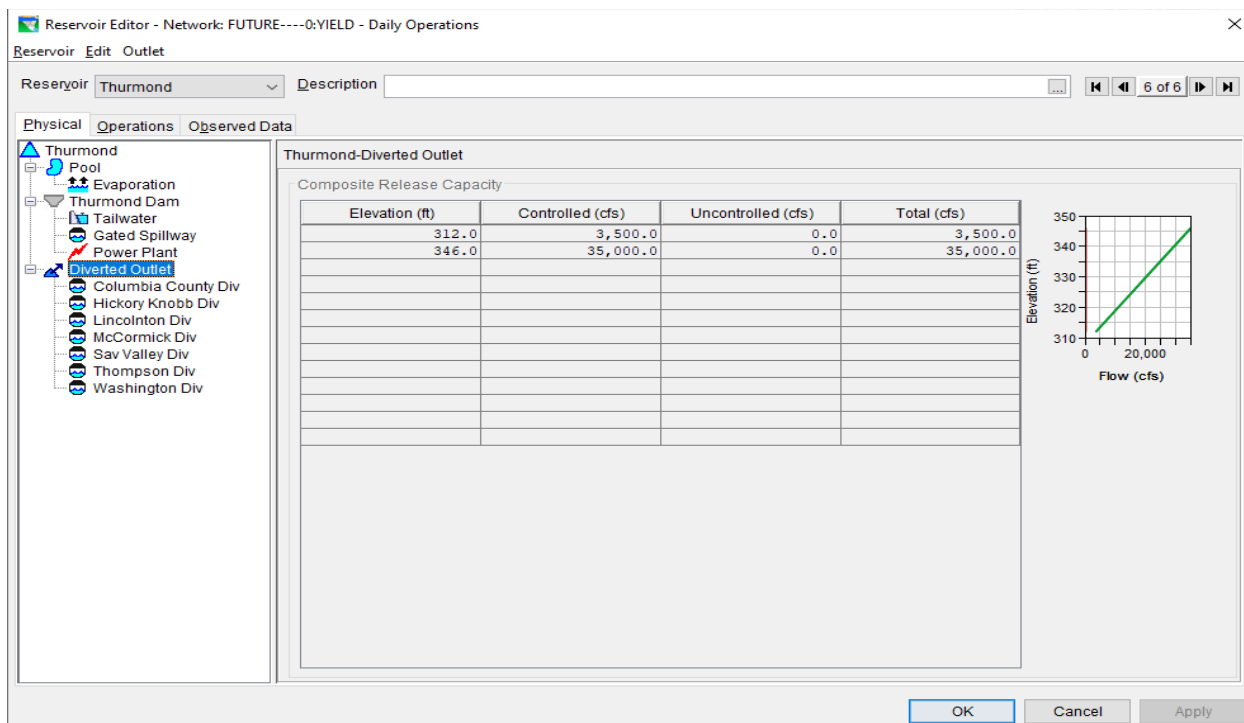 Reservoir Editor - Network: FUTURE----0:YIELD - Daily Operations
Reservoir Edit Outlet
Reservoir Thurmond Description ... 6 of 6
Physical Operations Observed Data
Thurmond
Pool
Evaporation
Thurmond Dam
Tailwater
Gated Spillway
Power Plant
Diverted Outlet
Columbia County Div
Hickory Knobb Div
Lincolnton Div
McCormick Div
Sav Valley Div
Thompson Div
Washington Div
Thurmond-Diverted Outlet
Composite Release Capacity
Elevation (ft) Controlled (cfs) Uncontrolled (cfs) Total (cfs)
312.0 3,500.0 0.0 3,500.0
346.0 35,000.0 0.0 35,000.0
Elevation (ft)
350
340
330
320
310
0 20,000
Flow (cfs)
OK Cancel Apply